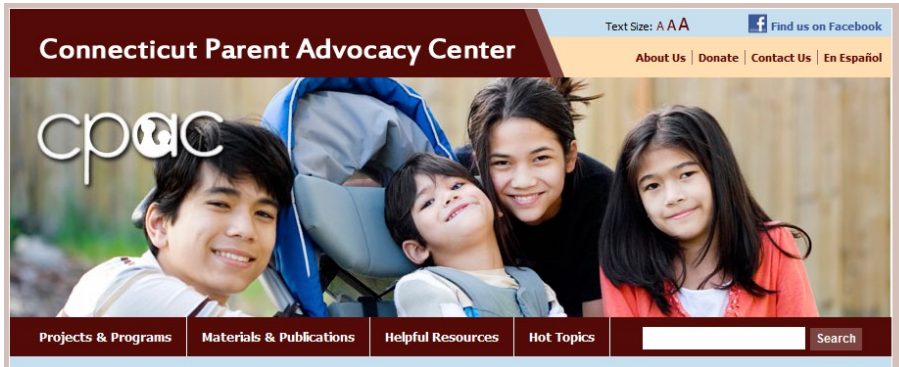 Text Size: A A A
Find us on Facebook
Connecticut Parent Advocacy Center
About Us | Donate | Contact Us | En Español
cpac
Projects & Programs
Materials & Publications
Helpful Resources
Hot Topics
Search